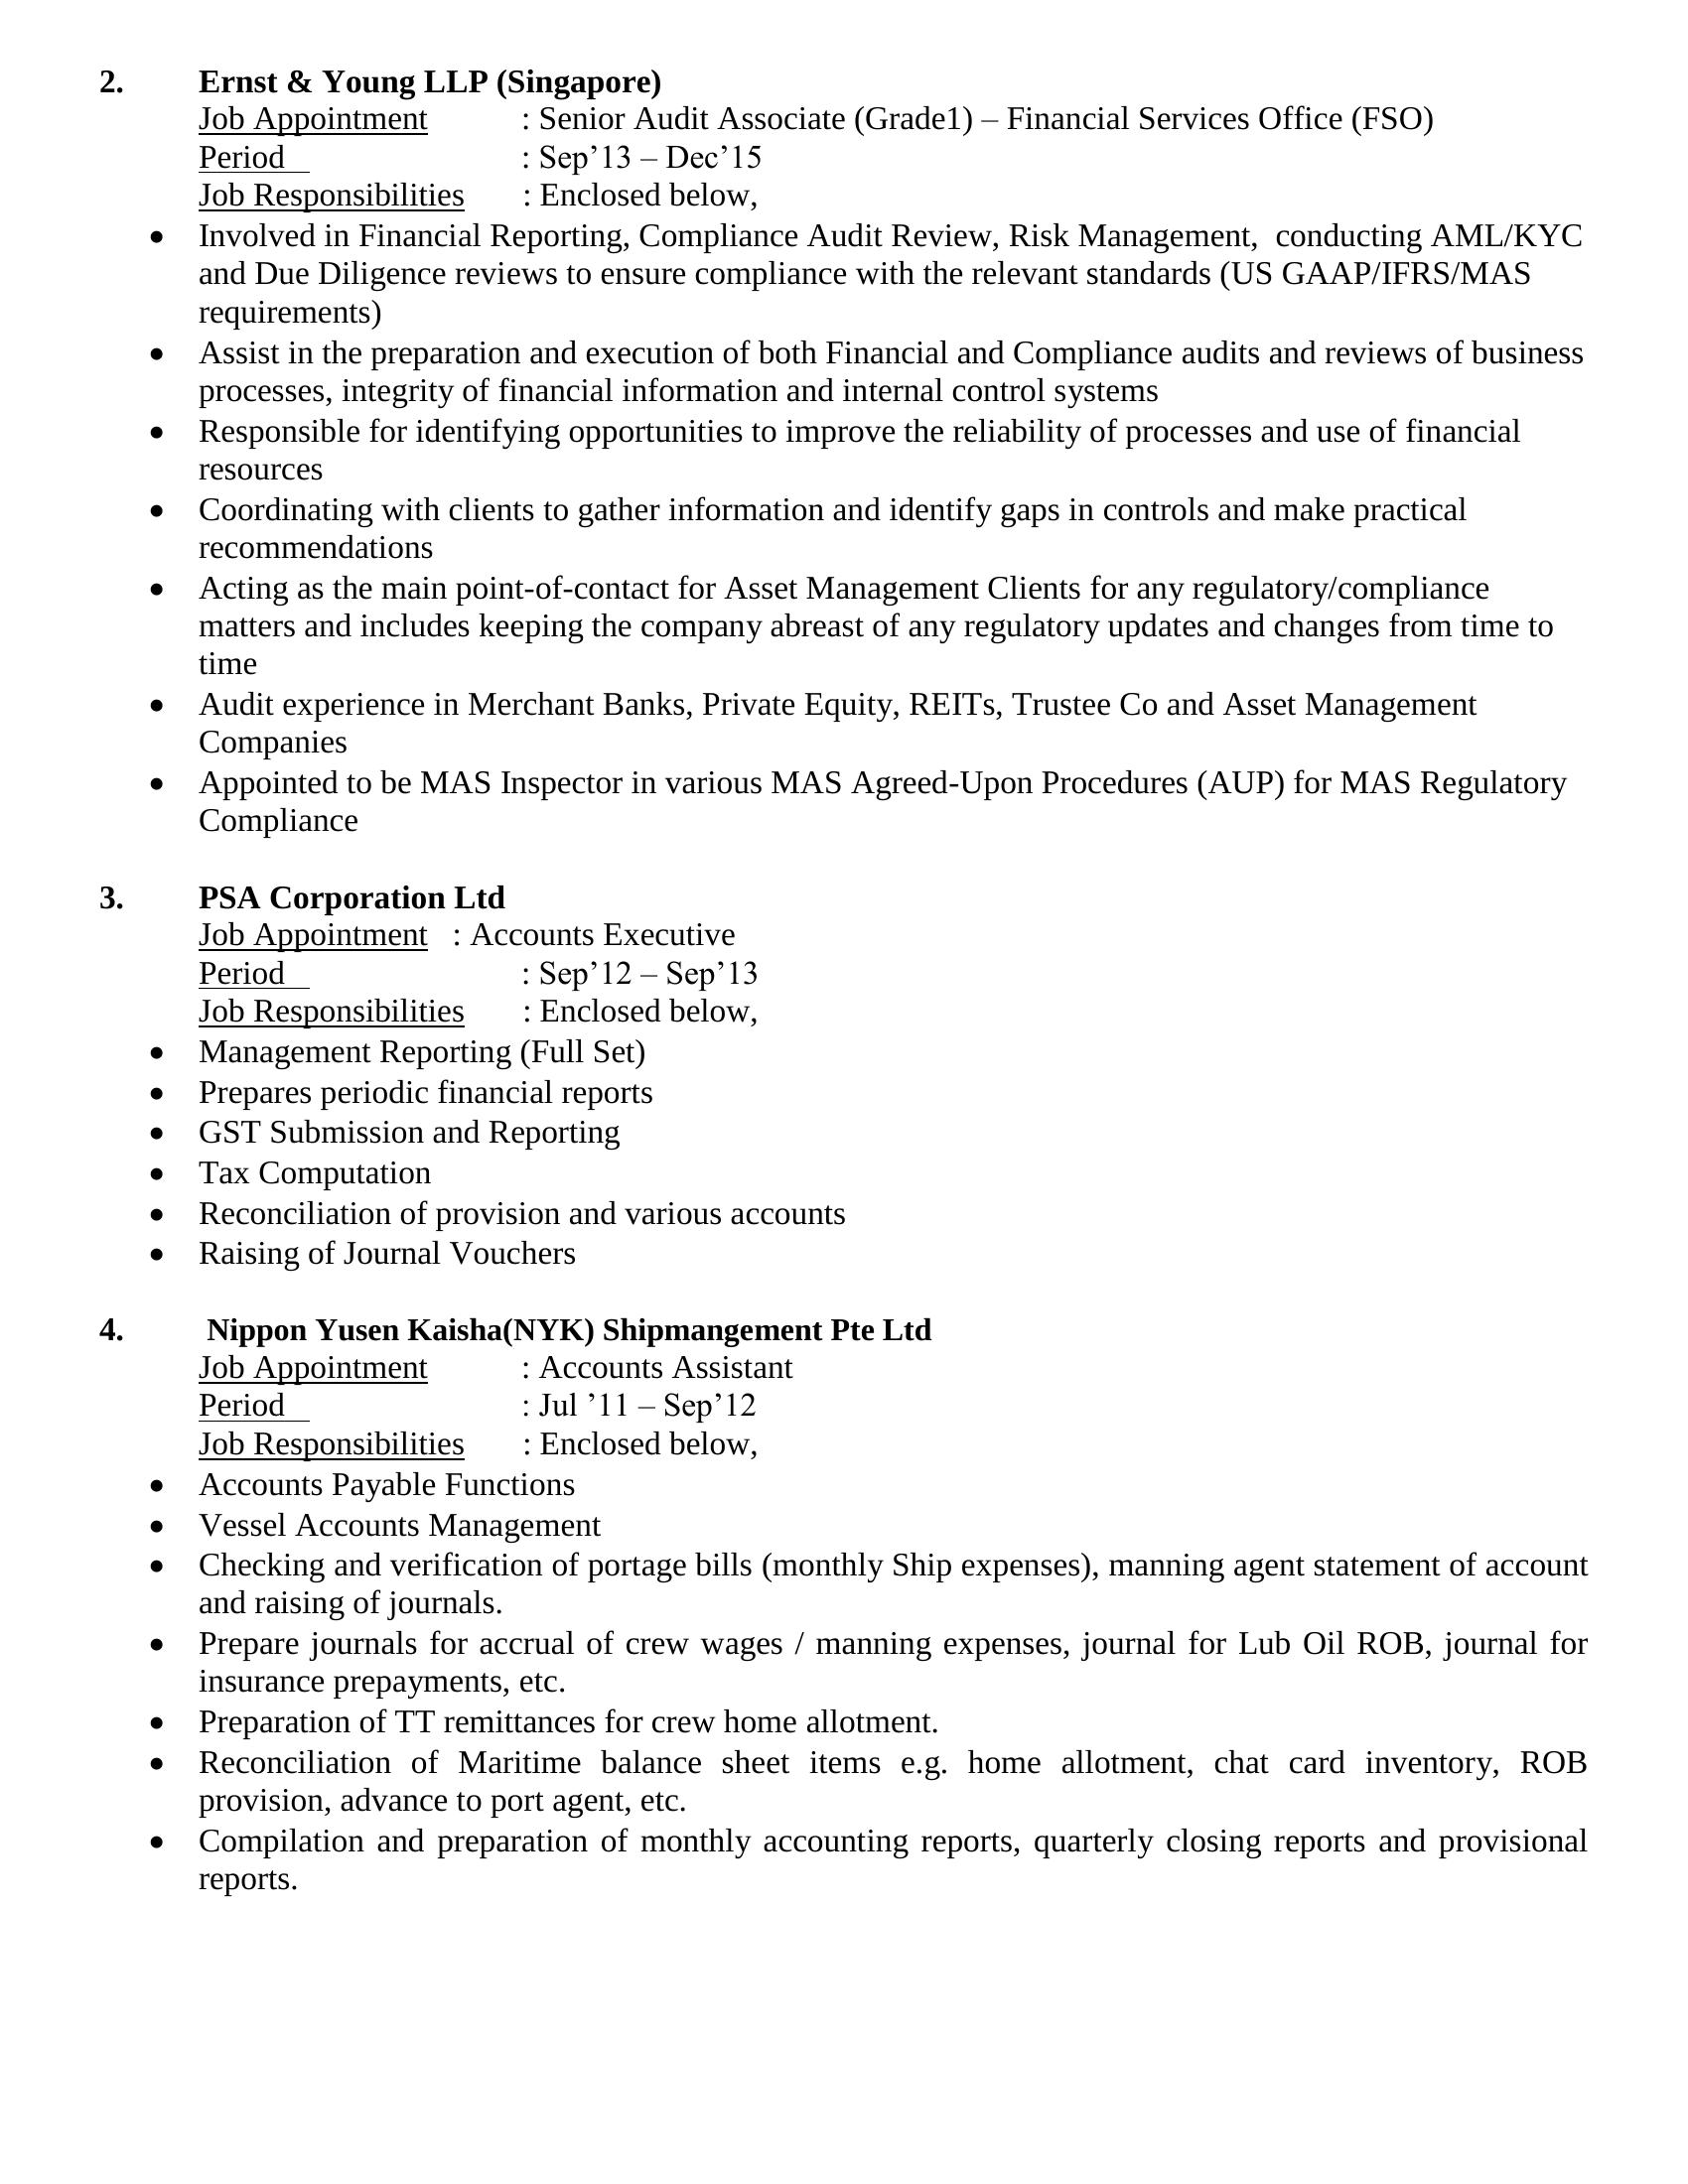 2. Ernst & Young LLP (Singapore)
Job Appointment : Senior Audit Associate (Grade1) – Financial Services Office (FSO)
Period : Sep’13 – Dec’15
Job Responsibilities : Enclosed below,
• Involved in Financial Reporting, Compliance Audit Review, Risk Management,  conducting AML/KYC
and Due Diligence reviews to ensure compliance with the relevant standards (US GAAP/IFRS/MAS
requirements)
• Assist in the preparation and execution of both Financial and Compliance audits and reviews of business
processes, integrity of financial information and internal control systems
• Responsible for identifying opportunities to improve the reliability of processes and use of financial
resources
• Coordinating with clients to gather information and identify gaps in controls and make practical
recommendations
• Acting as the main point-of-contact for Asset Management Clients for any regulatory/compliance
matters and includes keeping the company abreast of any regulatory updates and changes from time to
time
• Audit experience in Merchant Banks, Private Equity, REITs, Trustee Co and Asset Management
Companies
• Appointed to be MAS Inspector in various MAS Agreed-Upon Procedures (AUP) for MAS Regulatory
Compliance
3. PSA Corporation Ltd
Job Appointment : Accounts Executive
Period : Sep’12 – Sep’13
Job Responsibilities : Enclosed below,
• Management Reporting (Full Set)
• Prepares periodic financial reports
• GST Submission and Reporting
• Tax Computation
• Reconciliation of provision and various accounts
• Raising of Journal Vouchers
4. Nippon Yusen Kaisha(NYK) Shipmangement Pte Ltd
Job Appointment : Accounts Assistant
Period : Jul ’11 – Sep’12
Job Responsibilities : Enclosed below,
• Accounts Payable Functions
• Vessel Accounts Management
• Checking and verification of portage bills (monthly Ship expenses), manning agent statement of account
and raising of journals.
• Prepare journals for accrual of crew wages / manning expenses, journal for Lub Oil ROB, journal for
insurance prepayments, etc.
• Preparation of TT remittances for crew home allotment.
• Reconciliation of Maritime balance sheet items e.g. home allotment, chat card inventory, ROB
provision, advance to port agent, etc.
• Compilation and preparation of monthly accounting reports, quarterly closing reports and provisional
reports.